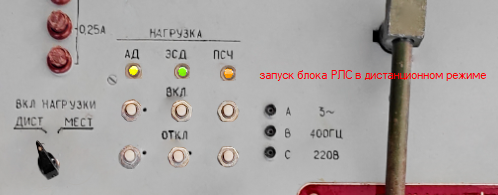 0,25А
НАГРУЗКА
АД ЗСД ПСЧ
запуск блока РЛС в дистанционном режиме
ВКЛ
ВКЛ НАГРУЗКИ
ДИСТ МЕСТ
ОТКЛ
А 3~
В 400ГЦ
С 220В